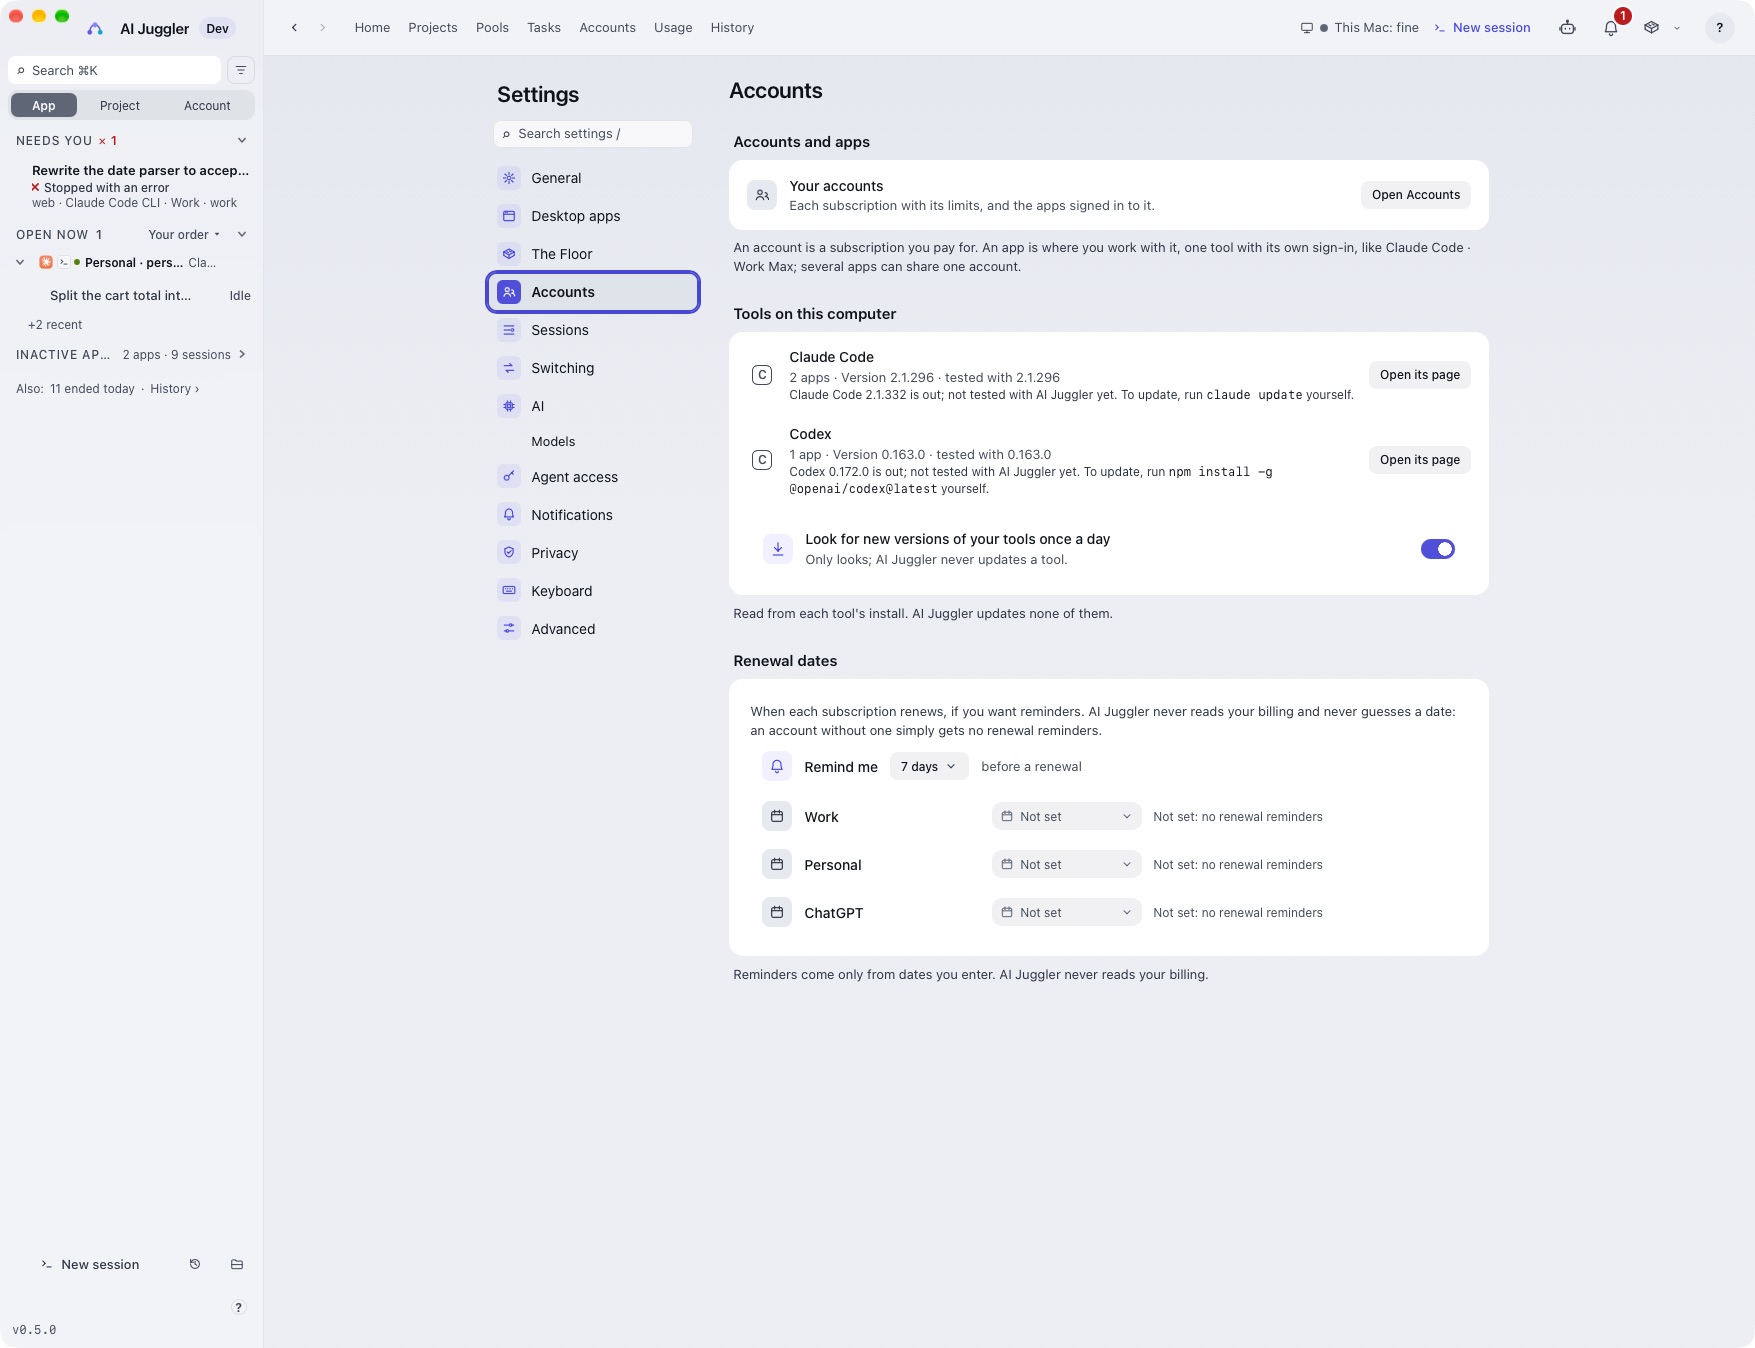 AI Juggler Dev
Search ⌘K
App Project Account
NEEDS YOU × 1
Rewrite the date parser to accep...
× Stopped with an error
web · Claude Code CLI · Work · work
OPEN NOW 1 Your order
Personal · pers... Cla...
Split the cart total int... Idle
+2 recent
INACTIVE AP... 2 apps · 9 sessions
Also: 11 ended today · History ›
New session
?
v0.5.0
Home Projects Pools Tasks Accounts Usage History
This Mac: fine New session 1 ?
Settings
Search settings /
General
Desktop apps
The Floor
Accounts
Sessions
Switching
AI
Models
Agent access
Notifications
Privacy
Keyboard
Advanced
Accounts
Accounts and apps
Your accounts
Each subscription with its limits, and the apps signed in to it.
Open Accounts
An account is a subscription you pay for. An app is where you work with it, one tool with its own sign-in, like Claude Code ·
Work Max; several apps can share one account.
Tools on this computer
C
Claude Code
2 apps · Version 2.1.296 · tested with 2.1.296
Claude Code 2.1.332 is out; not tested with AI Juggler yet. To update, run claude update yourself.
Open its page
C
Codex
1 app · Version 0.163.0 · tested with 0.163.0
Codex 0.172.0 is out; not tested with AI Juggler yet. To update, run npm install -g
@openai/codex@latest yourself.
Open its page
Look for new versions of your tools once a day
Only looks; AI Juggler never updates a tool.
Read from each tool's install. AI Juggler updates none of them.
Renewal dates
When each subscription renews, if you want reminders. AI Juggler never reads your billing and never guesses a date:
an account without one simply gets no renewal reminders.
Remind me 7 days before a renewal
Work Not set Not set: no renewal reminders
Personal Not set Not set: no renewal reminders
ChatGPT Not set Not set: no renewal reminders
Reminders come only from dates you enter. AI Juggler never reads your billing.